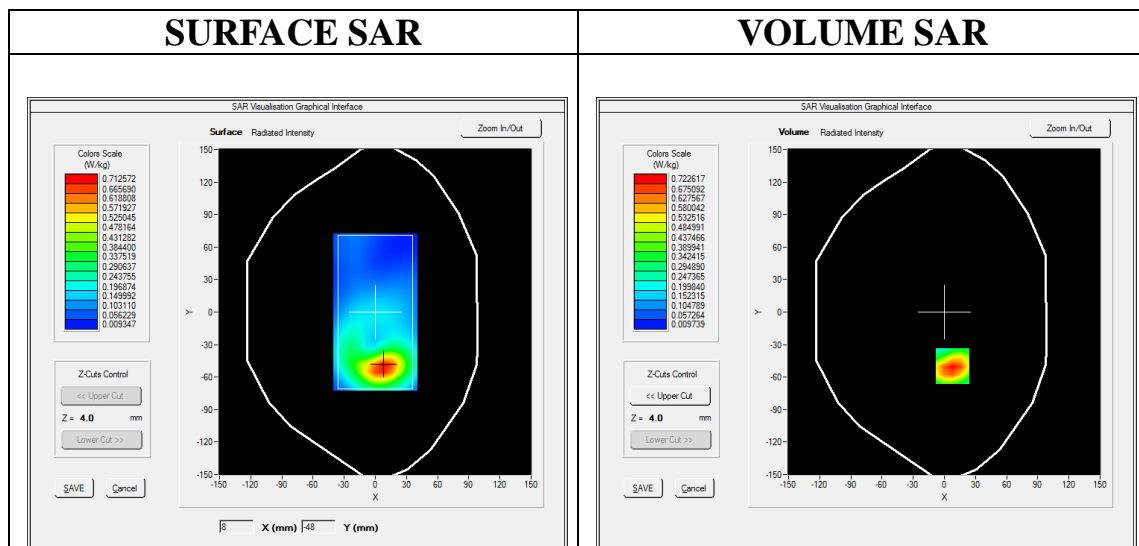 SURFACE SAR
VOLUME SAR
SAR Visualisation Graphical Interface
Surface Radiated Intensity
Zoom In/Out
Colors Scale
(W/kg)
0.712572
0.665690
0.618808
0.571927
0.525045
0.478164
0.431282
0.384400
0.337519
0.290637
0.243755
0.196874
0.149992
0.103110
0.056229
0.009347
150
120
90
60
30
0
-30
-60
-90
-120
-150
Y
-150 -120 -90 -60 -30 0 30 60 90 120 150
X
Z-Cuts Control
<< Upper Cut
Z = 4.0 mm
Lower Cut >>
SAVE Cancel
8 X (mm) -48 Y (mm)
SAR Visualisation Graphical Interface
Volume Radiated Intensity
Zoom In/Out
Colors Scale
(W/kg)
0.722617
0.675092
0.627567
0.580042
0.532516
0.484991
0.437466
0.389941
0.342415
0.294890
0.247365
0.199840
0.152315
0.104789
0.057264
0.009739
150
120
90
60
30
0
-30
-60
-90
-120
-150
Y
-150 -120 -90 -60 -30 0 30 60 90 120 150
X
Z-Cuts Control
<< Upper Cut
Z = 4.0 mm
Lower Cut >>
SAVE Cancel